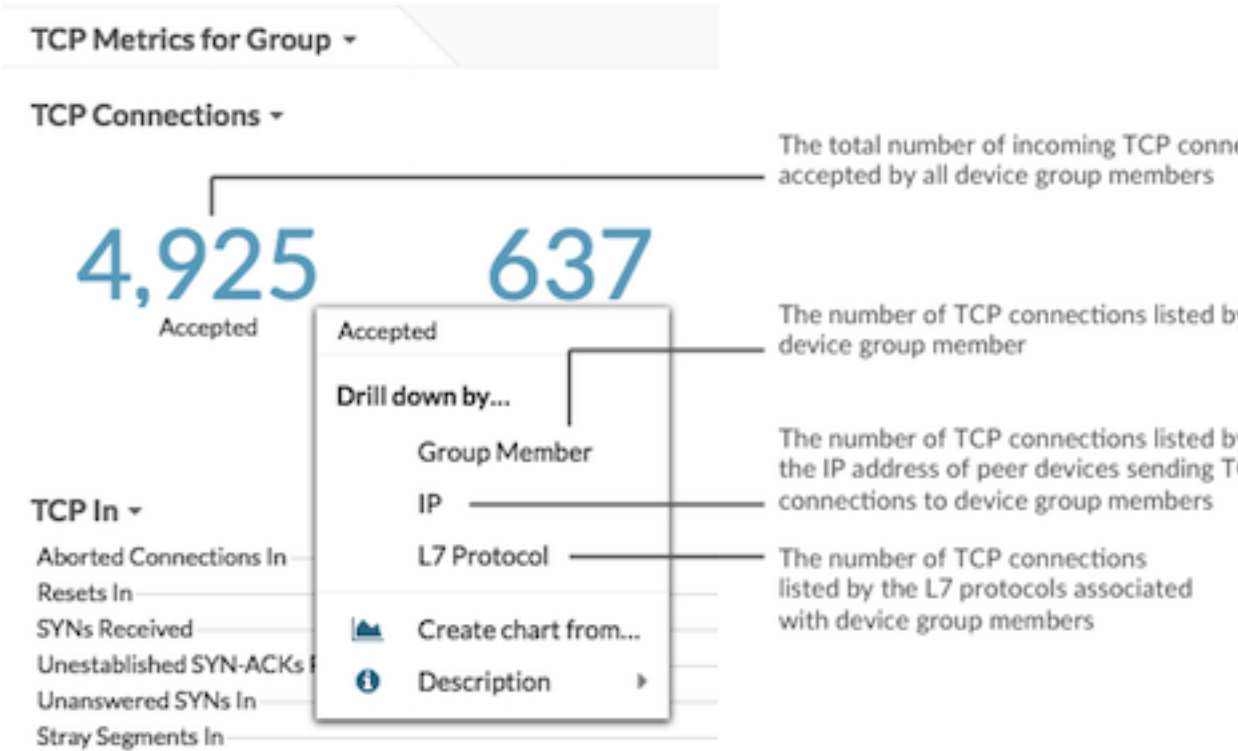 TCP Metrics for Group
TCP Connections
The total number of incoming TCP
accepted by all device group members
4,925
637
Accepted
Accepted
The number of TCP connections listed
device group member
Drill down by...
Group Member
The number of TCP connections listed
the IP address of peer devices sending
IP
connections to device group members
TCP In
L7 Protocol
The number of TCP connections
listed by the L7 protocols associated
with device group members
Aborted Connections In
Resets In
SYNs Received
Create chart from...
Unestablished SYN-ACKs
Description
Unanswered SYNs In
Stray Segments In